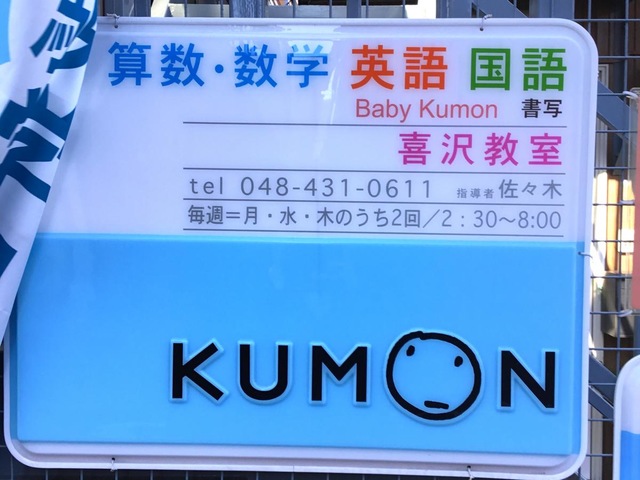 算数・数学 英語 国語
Baby Kumon 書写
喜沢教室
tel 048-431-0611 指導者 佐々木
毎週=月・水・木のうち2回/2:30〜8:00
KUMON